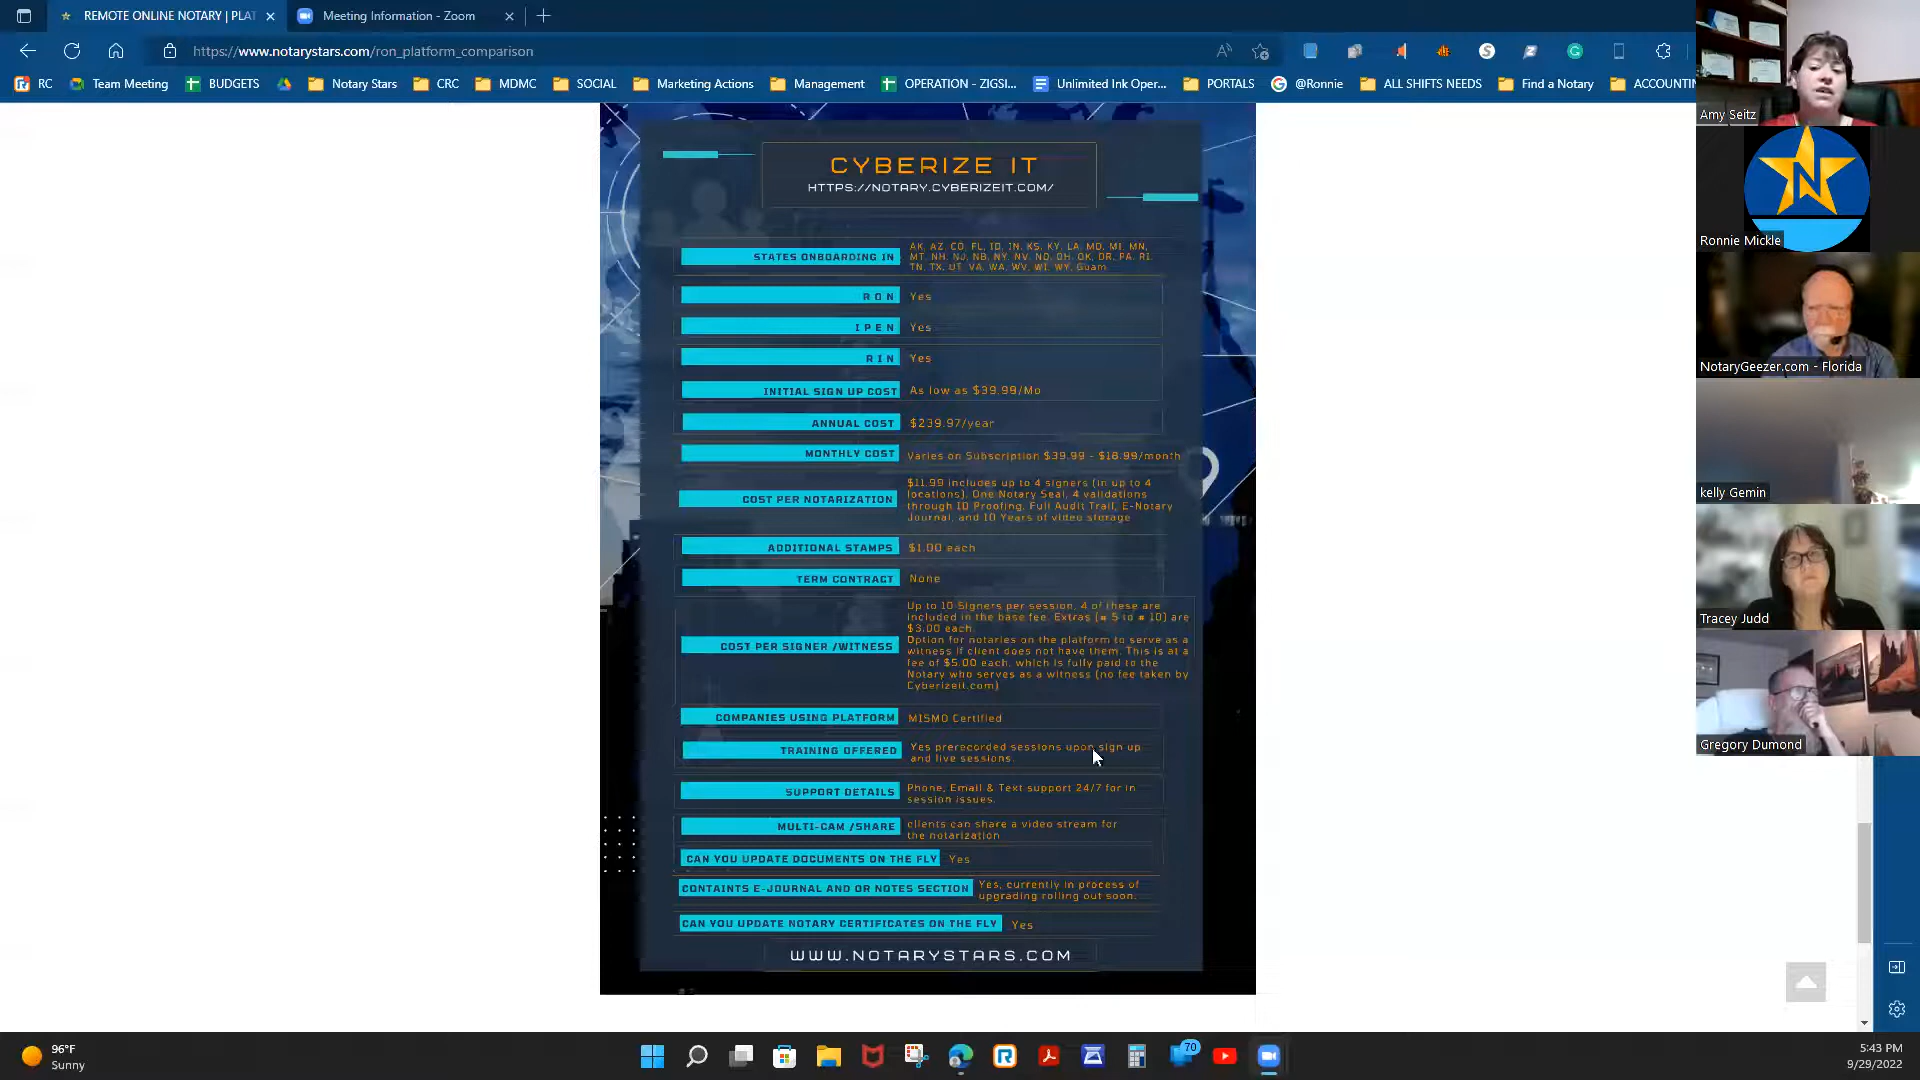 REMOTE ONLINE NOTARY | PLAT
Meeting Information - Zoom
https://www.notarystars.com/ron_platform_comparison
RC
Team Meeting
BUDGETS
Notary Stars
CRC
MDMC
SOCIAL
Marketing Actions
Management
OPERATION - ZIGSI...
Unlimited Ink Oper...
PORTALS
@Ronnie
ALL SHIFTS NEEDS
Find a Notary
ACCOUNTIN
CYBERIZE IT
HTTPS://NOTARY.CYBERIZEIT.COM/
STATES ONBOARDING IN
AK, AZ, CO, FL, ID, IN, KS, KY, LA, MO, MI, MN,
MT, NH, NJ, NB, NY, NV, ND, OH, OK, OR, PA, RI,
TN, TX, UT, VA, WA, WV, WI, WY, Guam
RON Yes
IPEN Yes
RIN Yes
INITIAL SIGN UP COST As low as $39.99/Mo
ANNUAL COST $239.97/year
MONTHLY COST Varies on Subscription $39.99 - $18.99/month
COST PER NOTARIZATION
$11.99 includes up to 4 signers (in up to 4
locations), One Notary Seal, 4 validations
through ID Proofing, Full Audit Trail, E-Notary
Journal, and 10 Years of video storage
ADDITIONAL STAMPS $1.00 each
TERM CONTRACT None
COST PER SIGNER /WITNESS
Up to 10 Signers per session, 4 of these are
included in the base fee. Extras (# 5 to # 10) are
$3.00 each.
Option for notaries on the platform to serve as a
witness if client does not have them. This is at a
fee of $5.00 each, which is fully paid to the
Notary who serves as a witness (no fee taken by
Cyberizeit.com)
COMPANIES USING PLATFORM MISMO Certified
TRAINING OFFERED
Yes prerecorded sessions upon sign up
and live sessions.
SUPPORT DETAILS
Phone, Email & Text support 24/7 for in
session issues.
MULTI-CAM /SHARE
clients can share a video stream for
the notarization
CAN YOU UPDATE DOCUMENTS ON THE FLY Yes
CONTAINTS E-JOURNAL AND OR NOTES SECTION
Yes, currently in process of
upgrading rolling out soon.
CAN YOU UPDATE NOTARY CERTIFICATES ON THE FLY Yes
WWW.NOTARYSTARS.COM
Amy Seitz
N
Ronnie Mickle
NotaryGeezer.com - Florida
kelly Gemin
Tracey Judd
Gregory Dumond
96°F
Sunny
70
5:43 PM
9/29/2022